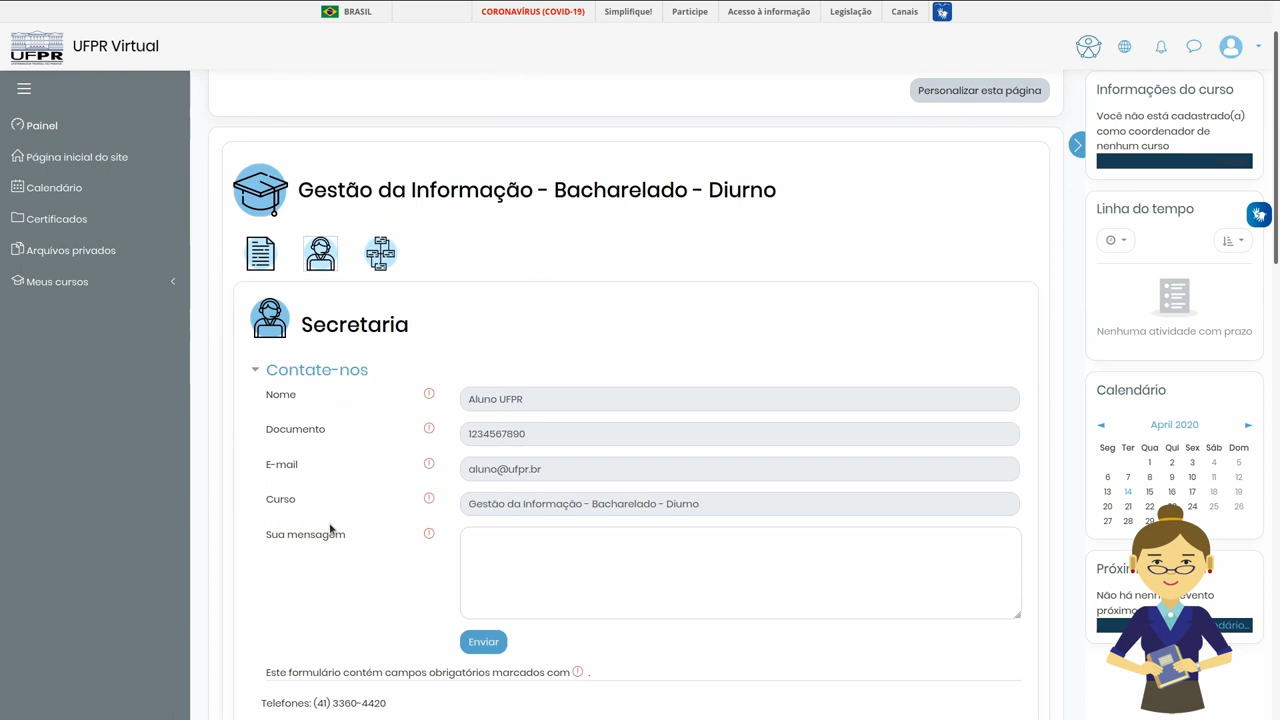 BRASIL
CORONAVÍRUS (COVID-19)
Simplifique!
Participe
Acesso à informação
Legislação
Canais
UFPR
UFPR Virtual
Painel
Página inicial do site
Calendário
Certificados
Arquivos privados
Meus cursos
Personalizar esta página
Gestão da Informação - Bacharelado - Diurno
Secretaria
Contate-nos
Nome
Aluno UFPR
Documento
1234567890
E-mail
aluno@ufpr.br
Curso
Gestão da Informação - Bacharelado - Diurno
Sua mensagem
Enviar
Este formulário contém campos obrigatórios marcados com .
Telefones: (41) 3360-4420
Informações do curso
Você não está cadastrado(a)
como coordenador de
nenhum curso
Linha do tempo
Nenhuma atividade com prazo
Calendário
◄ April 2020 ►
Seg Ter Qua Qui Sex Sáb Dom
1 2 3 4 5
6 7 8 9 10 11 12
13 14 15 16 17 18 19
20 21 22 23 24 25 26
27 28 29
Não há evento